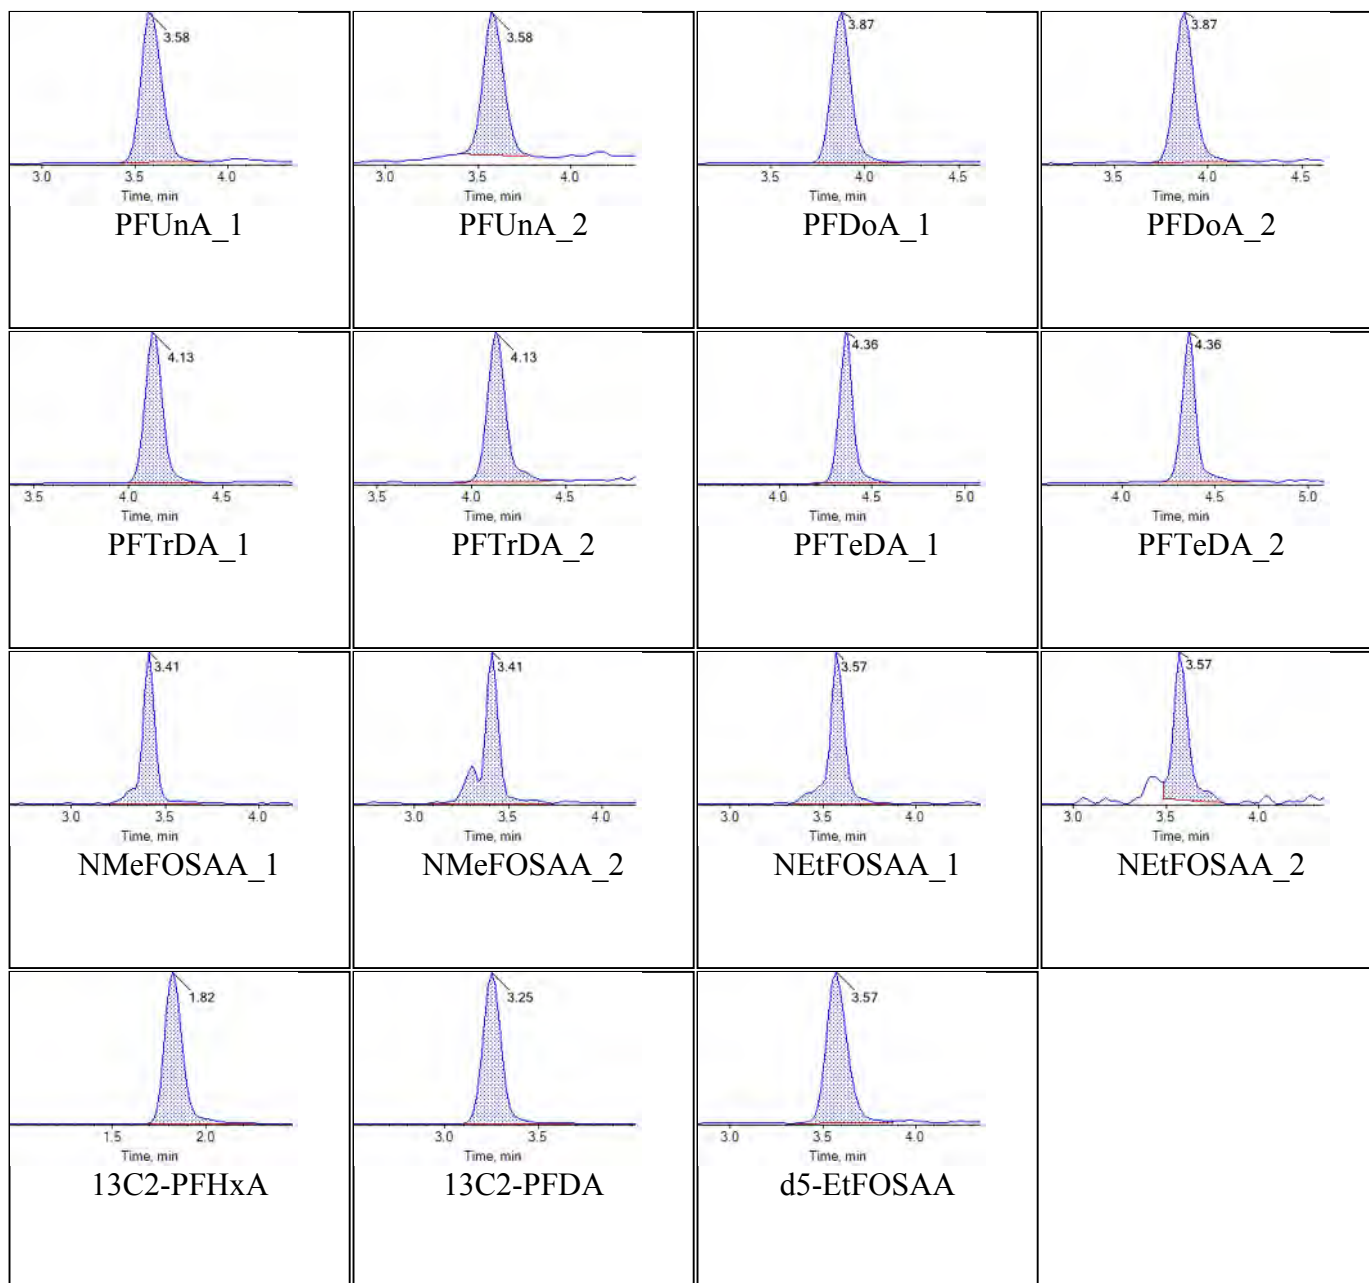 3.58
3.0 3.5 4.0
Time, min
PFUnA_1
3.58
3.0 3.5 4.0
Time, min
PFUnA_2
3.87
3.5 4.0 4.5
Time, min
PFDoA_1
3.87
3.5 4.0 4.5
Time, min
PFDoA_2
4.13
3.5 4.0 4.5
Time, min
PFTrDA_1
4.13
3.5 4.0 4.5
Time, min
PFTrDA_2
4.36
4.0 4.5 5.0
Time, min
PFTeDA_1
4.36
4.0 4.5 5.0
Time, min
PFTeDA_2
3.41
3.0 3.5 4.0
Time, min
NMeFOSAA_1
3.41
3.0 3.5 4.0
Time, min
NMeFOSAA_2
3.57
3.0 3.5 4.0
Time, min
NEtFOSAA_1
3.57
3.0 3.5 4.0
Time, min
NEtFOSAA_2
1.82
1.5 2.0
Time, min
13C2-PFHxA
3.25
3.0 3.5
Time, min
13C2-PFDA
3.57
3.0 3.5 4.0
Time, min
d5-EtFOSAA